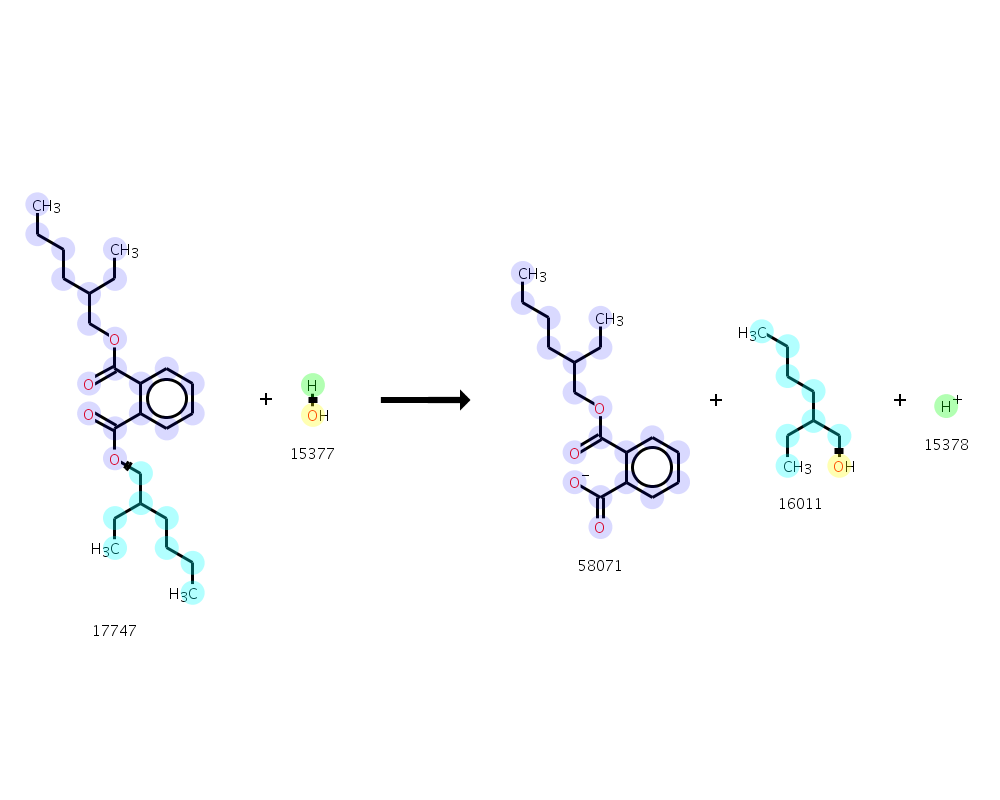 CH3
CH3
O
O
O
O
H3C
H3C
17747
+
H
OH
15377
CH3
CH3
O
O
O−
O
58071
+
H3C
CH3
OH
16011
+
H+
15378